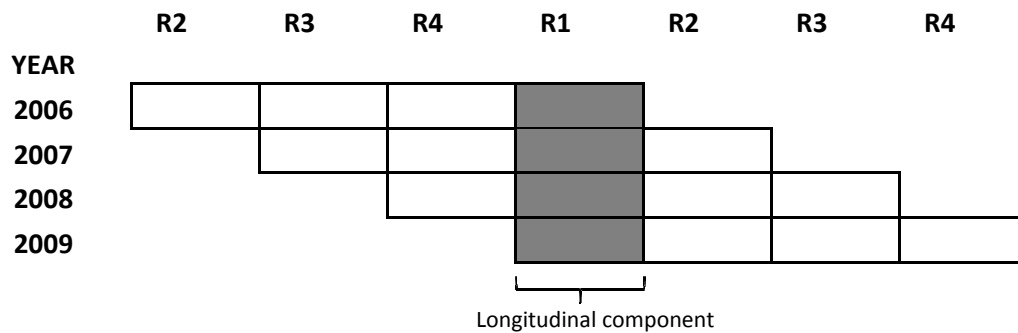 R2 R3 R4 R1 R2 R3 R4
YEAR
2006
2007
2008
2009
Longitudinal component